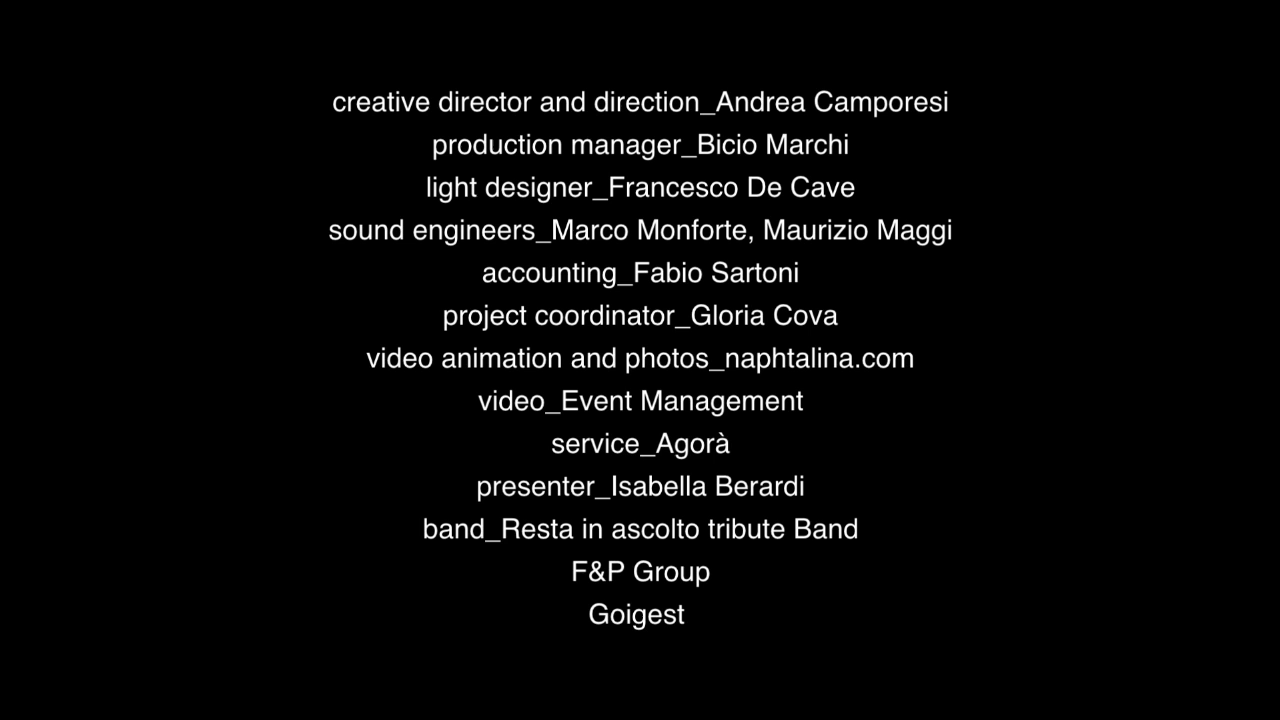 creative director and direction_Andrea Camporesi
production manager_Bicio Marchi
light designer_Francesco De Cave
sound engineers_Marco Monforte, Maurizio Maggi
accounting_Fabio Sartoni
project coordinator_Gloria Cova
video animation and photos_naphtalina.com
video_Event Management
service_Agorà
presenter_Isabella Berardi
band_Resta in ascolto tribute Band
F&P Group
Goigest